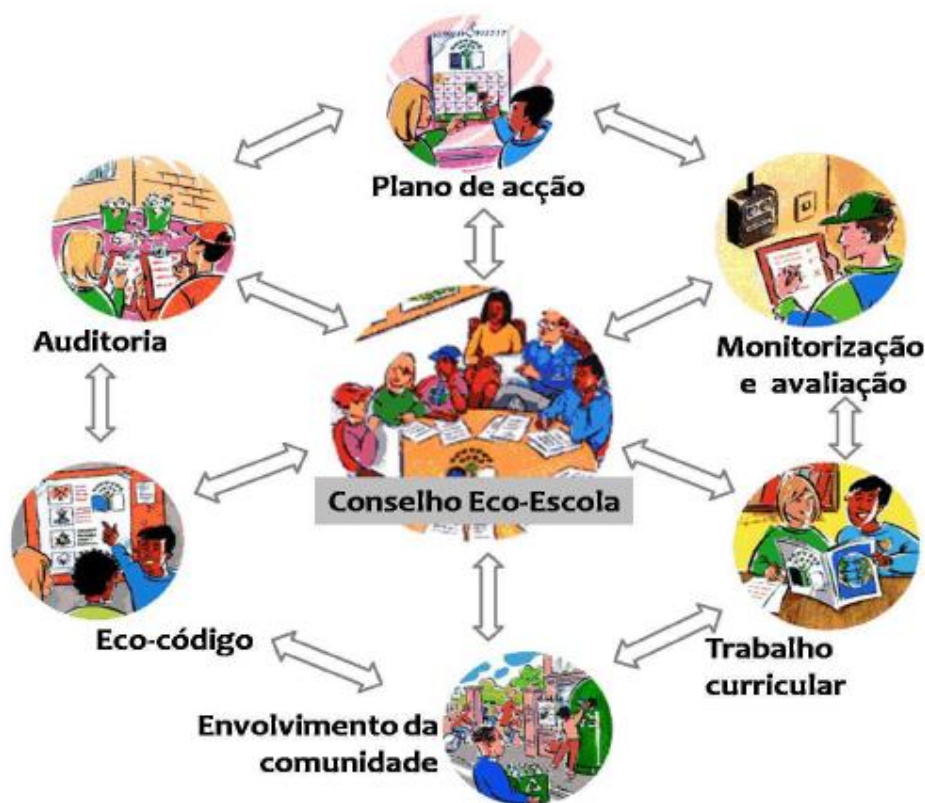 Plano de acção
Auditoria
Monitorização
e avaliação
Conselho Eco-Escola
Eco-código
Trabalho
curricular
Envolvimento da
comunidade